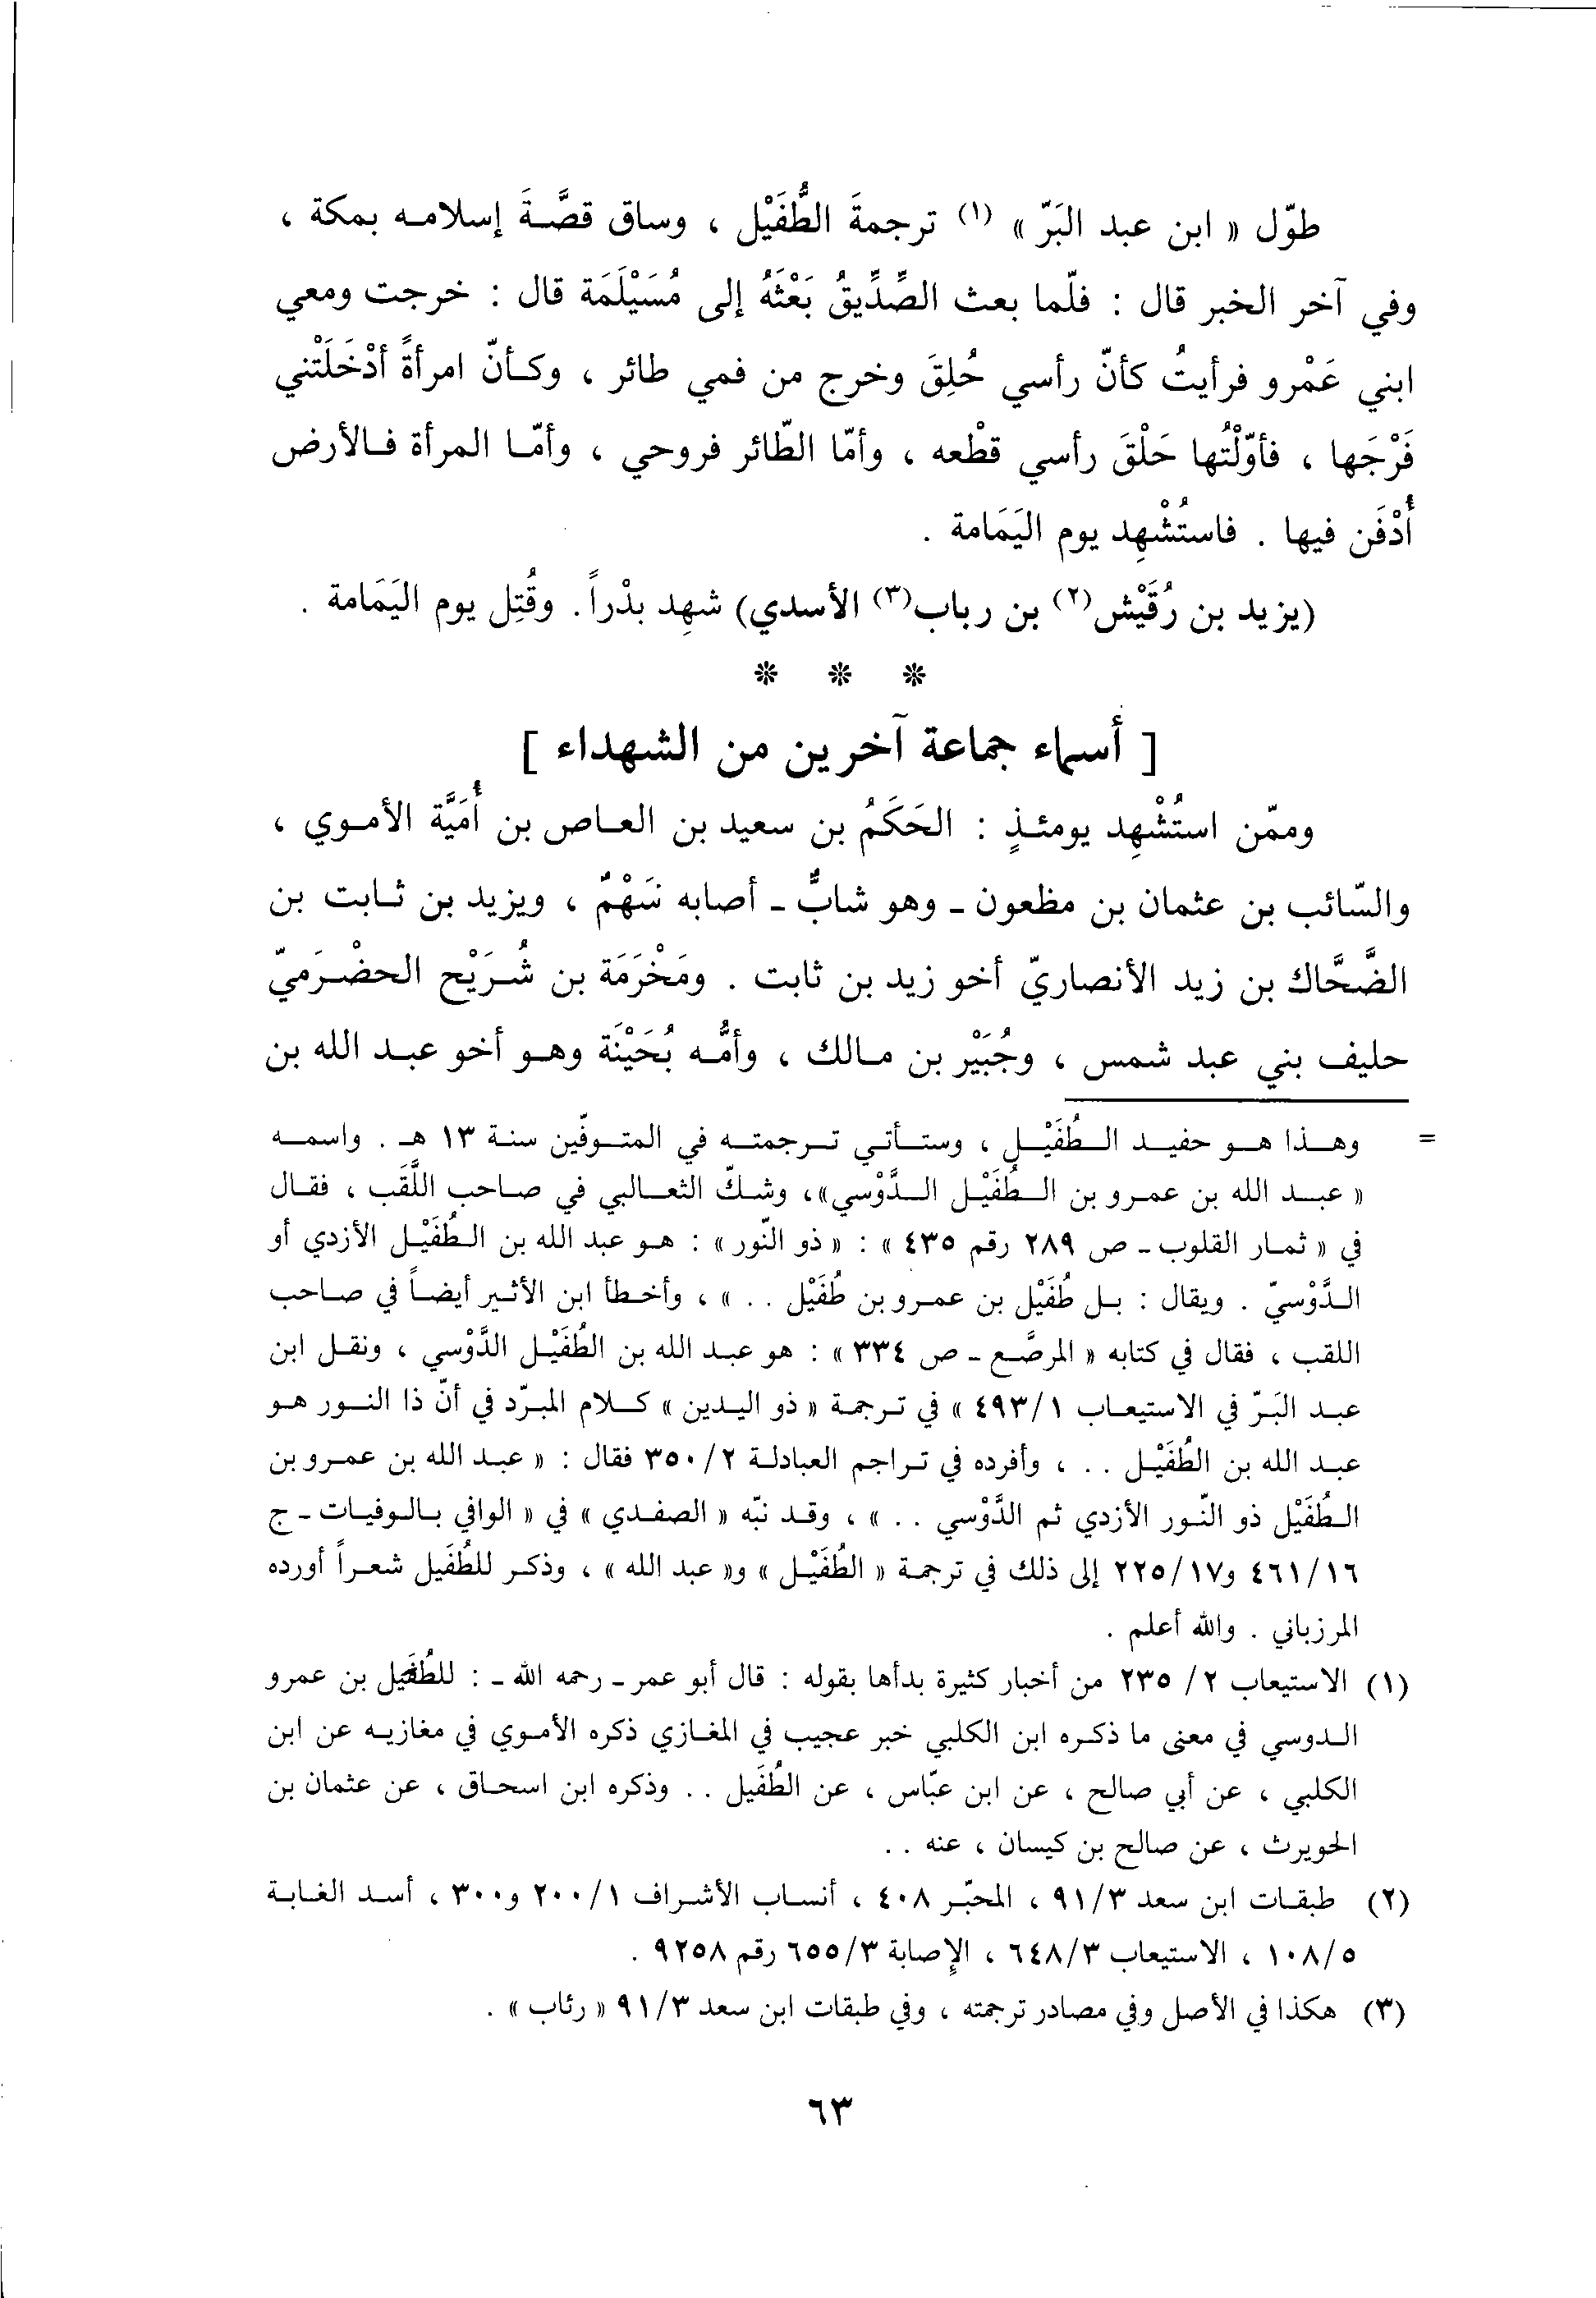 طوّل « ابن عبد البَرّ » (١) ترجمةَ الطُّفَيْل ، وساق قصَّـةَ إسلامـه بمكة ،
وفي آخر الخبر قال : فلّما بعث الصِّدِّيقُ بَعْثَهُ إلى مُسَيْلَمَة قال : خرجت ومعي
ابني عَمْرو فرأيتُ كأنّ رأسي حُلِقَ وخرج من فمي طائر ، وكـأنّ امرأةً أدْخَلَتْني
فَرْجَها ، فأوّلْتُها حَلْقَ رأسي قطْعه ، وأمّا الطّائر فروحي ، وأمّـا المرأة فـالأرض
أُدْفَن فيها . فاستُشْهِد يوم اليَمَامة .
(يزيد بن رُقَيْش(٢) بن رباب(٣) الأسدي) شهِد بدْراً. وقُتِل يوم اليَمَامة .
* * *
[ أسماء جماعة آخرين من الشهداء ]
وممّن استُشْهِد يومئـذٍ : الحَكَمُ بن سعيد بن العـاص بن أُمَيَّة الأمـوي ،
والسّائب بن عثمان بن مظعون ـ وهو شابٌّ ـ أصابه سَهْمٌ ، ويزيد بن ثـابت بن
الضَّحَّاك بن زيد الأنصاريّ أخو زيد بن ثابت . ومَخْرَمَة بن شُـرَيْح الحضْـرَميّ
حليف بني عبد شمس ، وجُبَيْر بن مـالك ، وأمُّـه بُحَيْنَة وهـو أخو عبـد الله بن
= وهـذا هـو حفيـد الـطُفَيْـل ، وستـأتـي تـرجمتـه في المتـوفّين سنـة ١٣ هـ . واسمـه
« عبـد الله بن عمرو بن الـطُفَيْـل الـدَّوْسي»، وشـكّ الثعـالبي في صـاحب اللَّقَب ، فقـال
في « ثمـار القلوب ـ ص ٢٨٩ رقم ٤٣٥ » : « ذو النّور » : هـو عبد الله بن الـطُفَيْـل الأزدي أو
الـدَّوْسيّ . ويقال : بـل طُفَيْل بن عمـرو بن طُفَيْل . . » ، وأخـطأ ابن الأثـير أيضـاً في صـاحب
اللقب ، فقال في كتابه « المرصَّـع ـ ص ٣٣٤ » : هو عبـد الله بن الطُفَيْـل الدَّوْسي ، ونقـل ابن
عبـد البَـرّ في الاستيعـاب ٤٩٣/١ » في تـرجمـة « ذو اليـدين » كـلام المبـرّد في أنّ ذا النـور هـو
عبـد الله بن الطُفَيْـل . . ، وأفرده في تـراجم العبادلـة ٣٥٠/٢ فقال : « عبـد الله بن عمـرو بن
الـطُفَيْل ذو النّـور الأزدي ثم الدَّوْسي . . » ، وقـد نبّه « الصفـدي » في « الوافي بـالـوفيـات ـ ج
٤٦١/١٦ و٢٢٥/١٧ إلى ذلك في ترجمـة « الطُفَيْـل » و« عبد الله » ، وذكـر للطُفَيل شعـراً أورده
المرزباني . والله أعلم .
(١) الاستيعاب ٢/ ٢٣٥ من أخبار كثيرة بدأها بقوله : قال أبو عمر ـ رحمه الله ـ : للطُفَيل بن عمرو
الـدوسي في معنى ما ذكـره ابن الكلبي خبر عجيب في المغـازي ذكره الأمـوي في مغازيـه عن ابن
الكلبي ، عن أبي صالح ، عن ابن عبّاس ، عن الطُفَيل . . وذكره ابن اسحـاق ، عن عثمان بن
الحويرث ، عن صالح بن كيسان ، عنه . .
(٢) طبقـات ابن سعد ٩١/٣ ، المحبّـر ٤٠٨ ، أنسـاب الأشـراف ٢٠٠/١ و٣٠٠ ، أسـد الغـابـة
١٠٨/٥ ، الاستيعاب ٦٤٨/٣ ، الإصابة ٦٥٥/٣ رقم ٩٢٥٨ .
(٣) هكذا في الأصل وفي مصادر ترجمته ، وفي طبقات ابن سعد ٩١/٣ « رئاب » .
٦٣